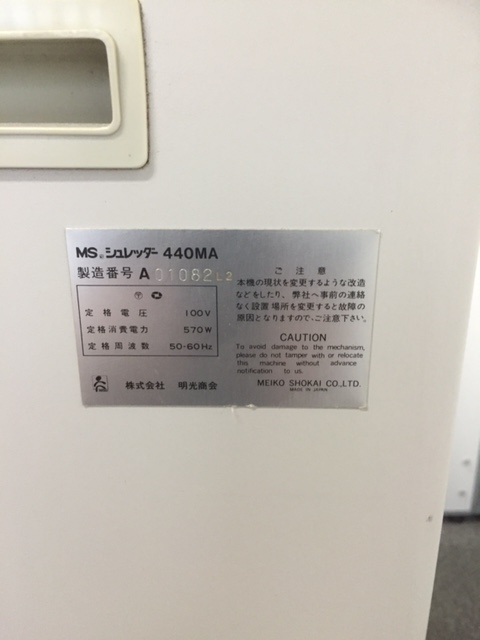 MS シュレッダー 440MA
製造番号 A 01082L2
定格電圧 100V
定格消費電力 570W
定格周波数 50-60Hz
株式会社 明光商会
ご注意
本機の現状を変更するような改造
などをしたり、弊社へ事前の連絡
なく設置場所を変更すると故障の
原因となりますので、ご注意下さい。
CAUTION
To avoid damage to the mechanism,
please do not tamper with or relocate
this machine without advance
notification to us.
MEIKO SHOKAI CO., LTD.
MADE IN JAPAN